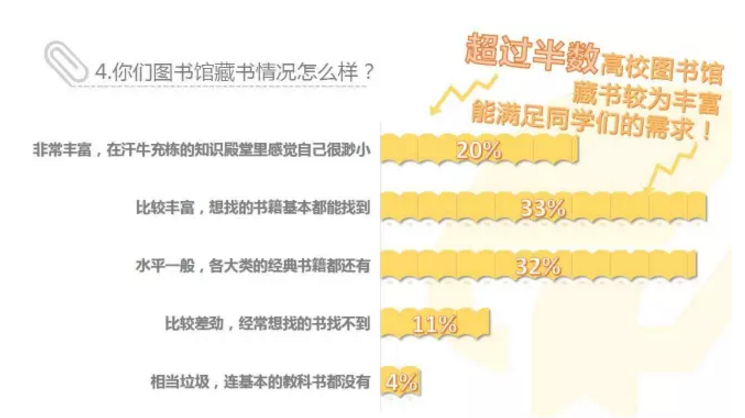 4.你们图书馆藏书情况怎么样？
超过半数高校图书馆
藏书较为丰富
能满足同学们的需求！
非常丰富，在汗牛充栋的知识殿堂里感觉自己很渺小
20%
比较丰富，想找的书籍基本都能找到
33%
水平一般，各大类的经典书籍都还有
32%
比较差劲，经常想找的书找不到
11%
相当垃圾，连基本的教科书都没有
4%